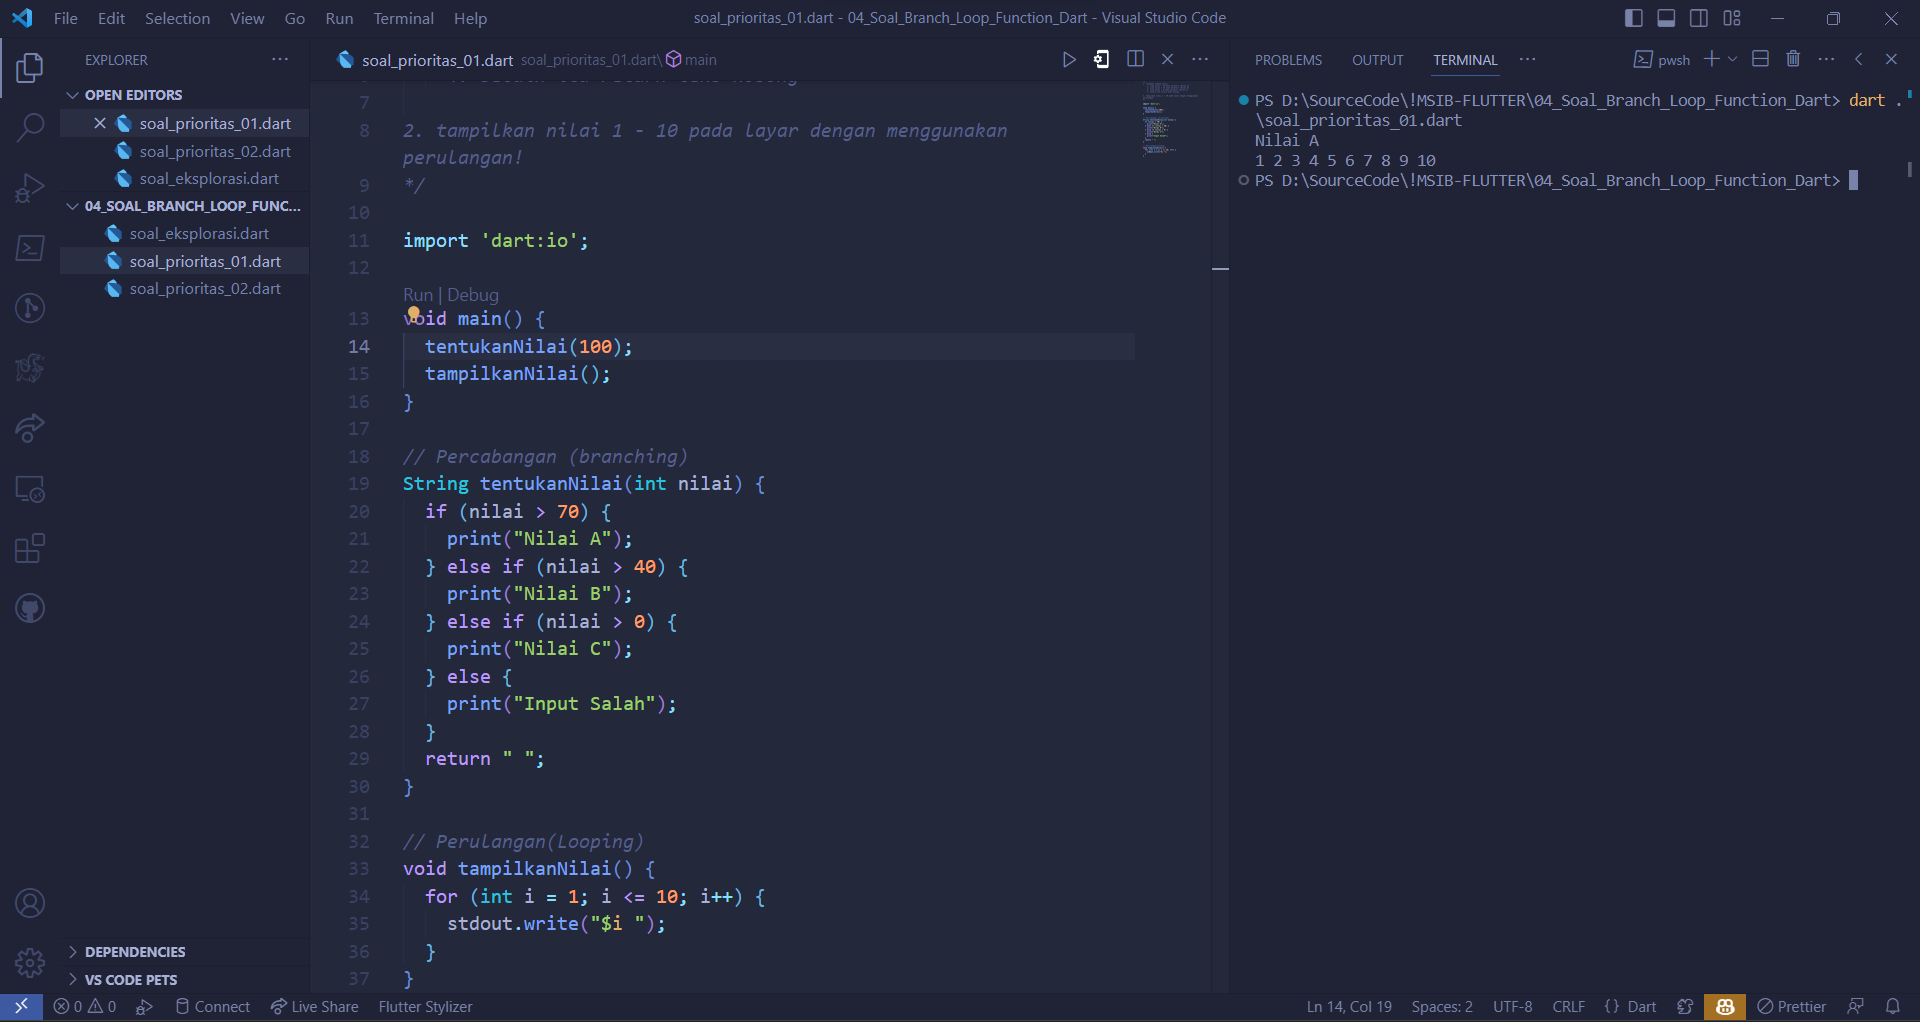 File Edit Selection View Go Run Terminal Help
soal_prioritas_01.dart - 04_Soal_Branch_Loop_Function_Dart - Visual Studio Code
EXPLORER
OPEN EDITORS
soal_prioritas_01.dart
soal_prioritas_02.dart
soal_eksplorasi.dart
04_SOAL_BRANCH_LOOP_FUNC...
soal_eksplorasi.dart
soal_prioritas_01.dart
soal_prioritas_02.dart
DEPENDENCIES
VS CODE PETS
soal_prioritas_01.dart soal_prioritas_01.dart\ main
7
8 2. tampilkan nilai 1 - 10 pada layar dengan menggunakan
perulangan!
9 */
10
11 import 'dart:io';
12
Run | Debug
13 void main() {
14 tentukanNilai(100);
15 tampilkanNilai();
16 }
17
18 // Percabangan (branching)
19 String tentukanNilai(int nilai) {
20 if (nilai > 70) {
21 print("Nilai A");
22 } else if (nilai > 40) {
23 print("Nilai B");
24 } else if (nilai > 0) {
25 print("Nilai C");
26 } else {
27 print("Input Salah");
28 }
29 return " ";
30 }
31
32 // Perulangan(Looping)
33 void tampilkanNilai() {
34 for (int i = 1; i <= 10; i++) {
35 stdout.write("$i ");
36 }
37 }
PROBLEMS OUTPUT TERMINAL
pwsh
PS D:\SourceCode\!MSIB-FLUTTER\04_Soal_Branch_Loop_Function_Dart> dart .
\soal_prioritas_01.dart
Nilai A
1 2 3 4 5 6 7 8 9 10
PS D:\SourceCode\!MSIB-FLUTTER\04_Soal_Branch_Loop_Function_Dart>
0 0 Connect Live Share Flutter Stylizer
Ln 14, Col 19 Spaces: 2 UTF-8 CRLF {} Dart Prettier